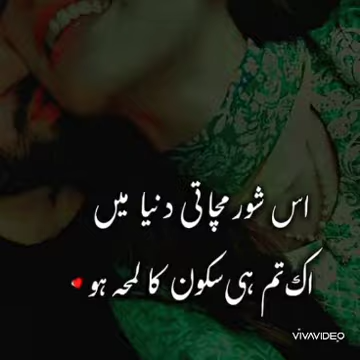 اس شور مچاتی دنیا میں
اک تم ہی سکون کا لمحہ ہو
VIVAVIDEO